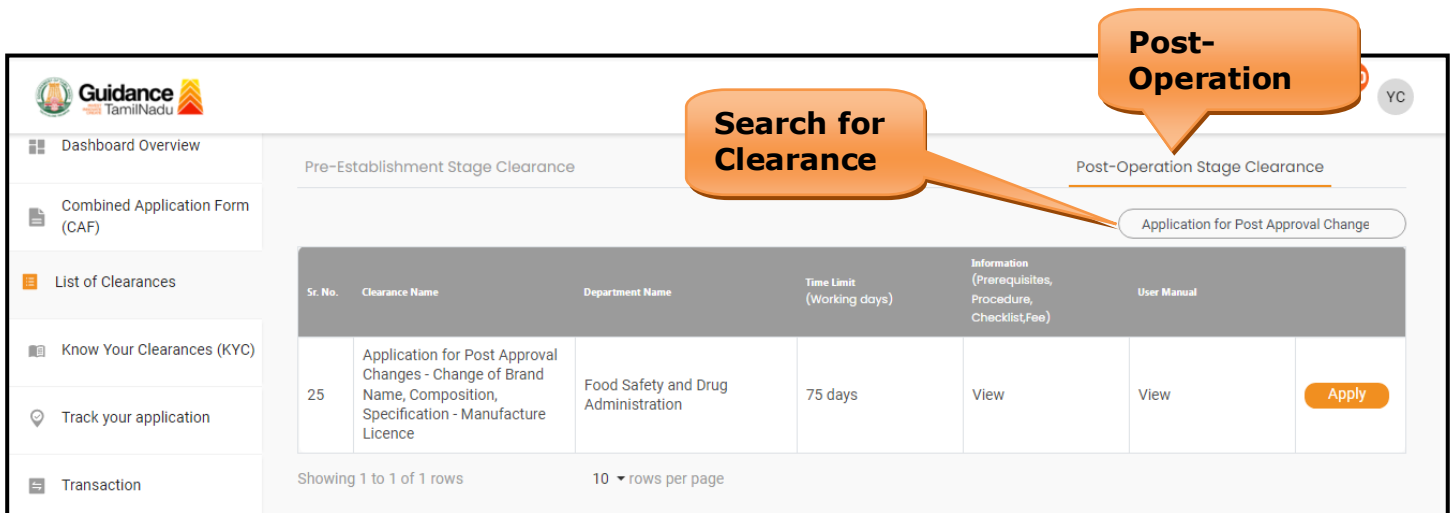 Post-
Operation
Guidance
TamilNadu
YC
Search for
Clearance
Dashboard Overview
Pre-Establishment Stage Clearance
Post-Operation Stage Clearance
Combined Application Form
(CAF)
Application for Post Approval Change
List of Clearances
Sr. No.
Clearance Name
Department Name
Time Limit
(Working days)
Information
(Prerequisites,
Procedure,
Checklist,Fee)
User Manual
Know Your Clearances (KYC)
25
Application for Post Approval
Changes - Change of Brand
Name, Composition,
Specification - Manufacture
Licence
Food Safety and Drug
Administration
75 days
View
View
Apply
Track your application
Transaction
Showing 1 to 1 of 1 rows
10 rows per page